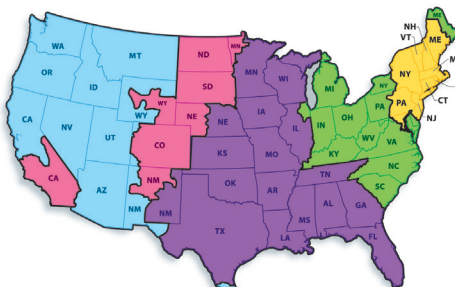 ME
NH
VT
WA
MT
ND
MN
ME
OR
MN
WI
NY
M
ID
SD
MI
NY
CT
WY
WY
IA
PA
PA
NJ
NE
NE
OH
CA
NV
IL
IN
UT
WV
VA
CO
KS
MO
KY
CA
NC
TN
OK
AR
SC
AZ
NM
NM
NM
MS
AL
GA
TX
LA
FL